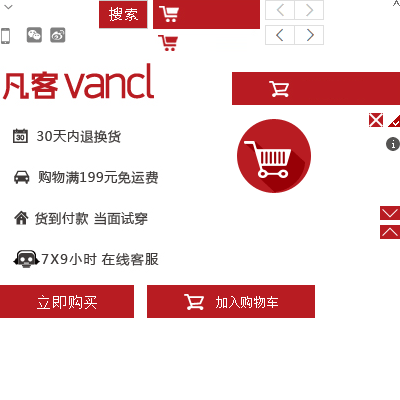 搜索
凡客 vancl
30天内退换货
购物满199元免运费
货到付款 当面试穿
7X9小时 在线客服
立即购买
加入购物车